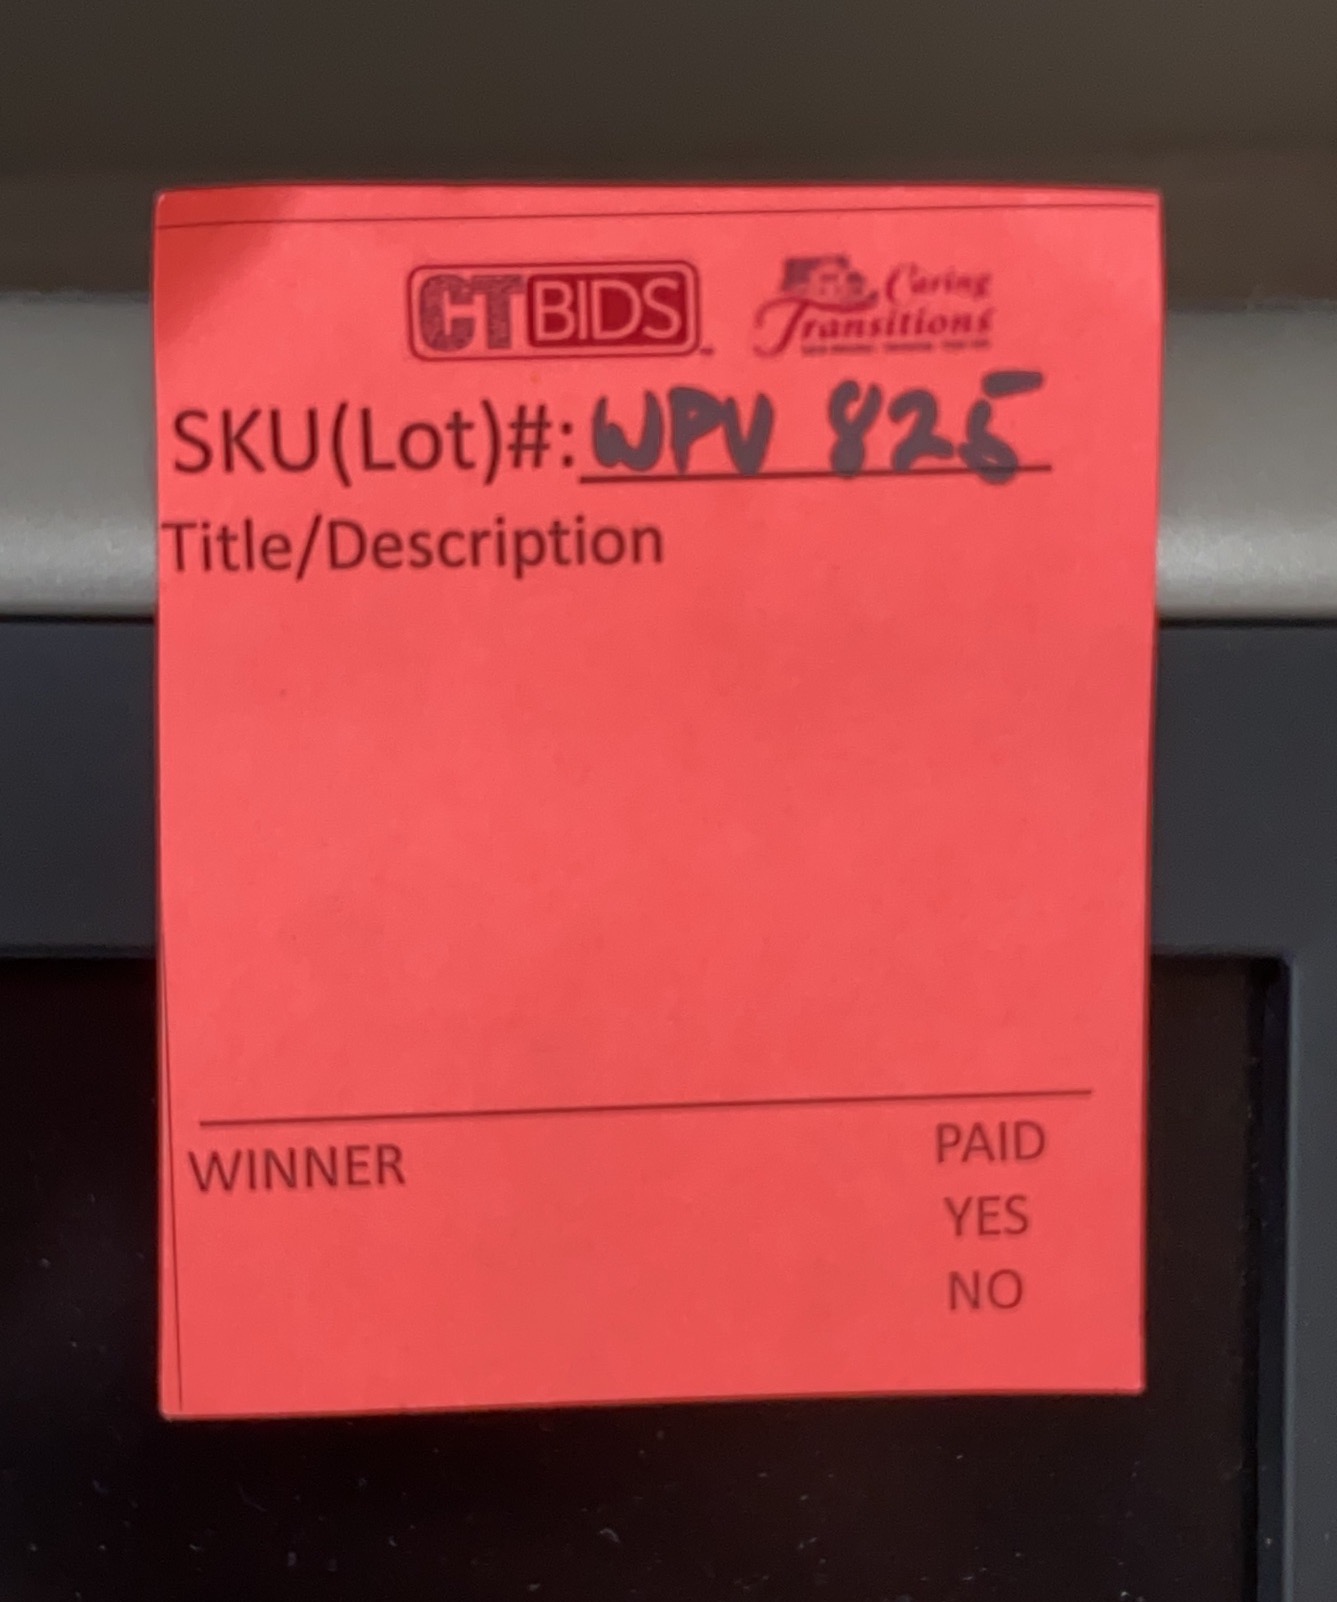 CTBIDS Caring
Transitions
SKU(Lot)#: WPV 825
Title/Description
WINNER PAID
YES
NO